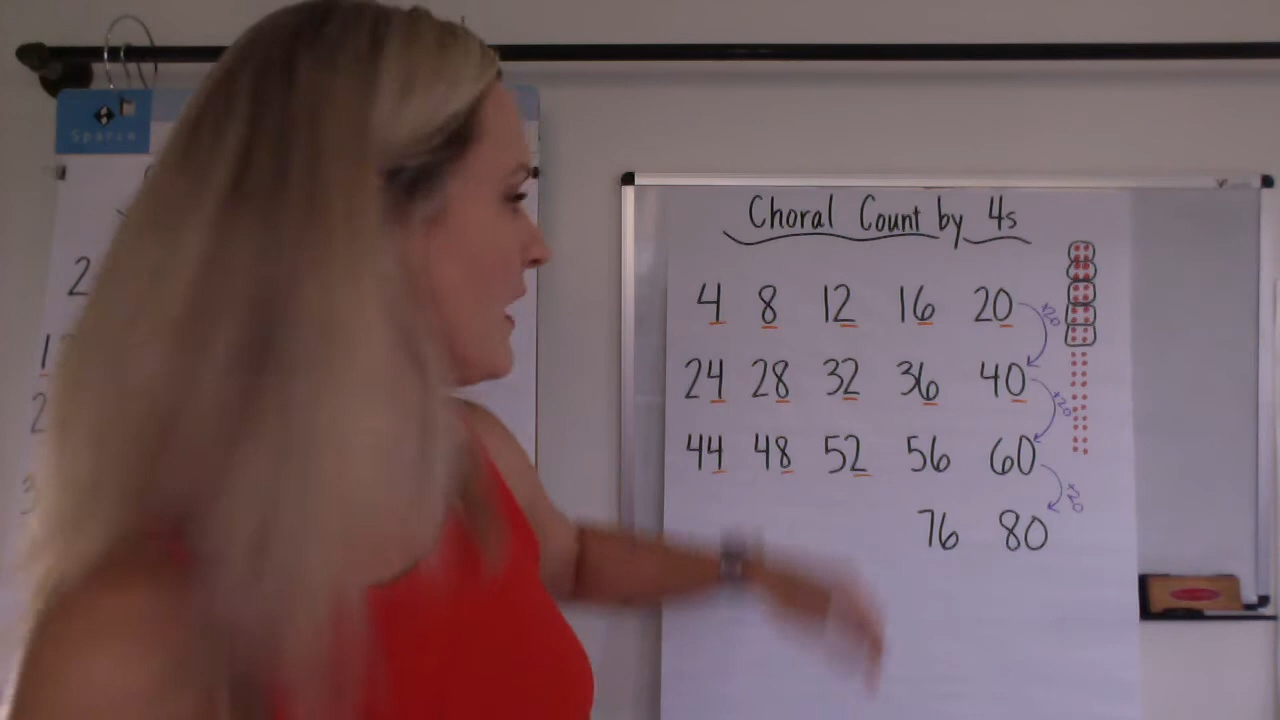 Sparco
2
1
2
3
Choral Count by 4s
4 8 12 16 20 +20
24 28 32 36 40 +20
44 48 52 56 60 +20
76 80